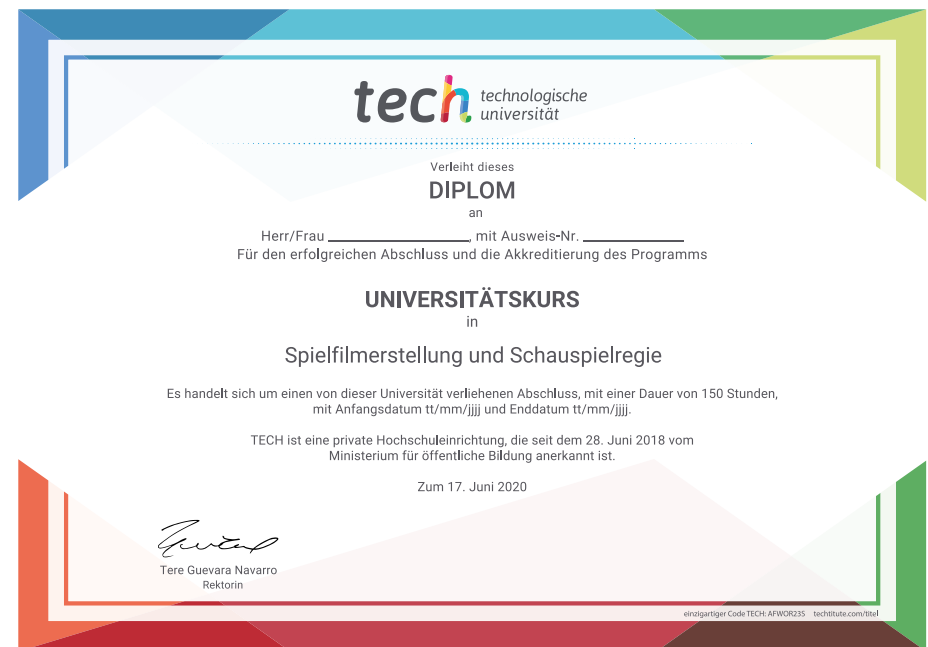 tech technologische
universität
Verleiht dieses
DIPLOM
an
Herr/Frau ____________________, mit Ausweis-Nr. ______________
Für den erfolgreichen Abschluss und die Akkreditierung des Programms
UNIVERSITÄTSKURS
in
Spielfilmerstellung und Schauspielregie
Es handelt sich um einen von dieser Universität verliehenen Abschluss, mit einer Dauer von 150 Stunden,
mit Anfangsdatum tt/mm/jjjj und Enddatum tt/mm/jjjj.
TECH ist eine private Hochschuleinrichtung, die seit dem 28. Juni 2018 vom
Ministerium für öffentliche Bildung anerkannt ist.
Zum 17. Juni 2020
Tere Guevara Navarro
Rektorin
einzigartiger Code TECH: AFWOR23S techtitute.com/titel